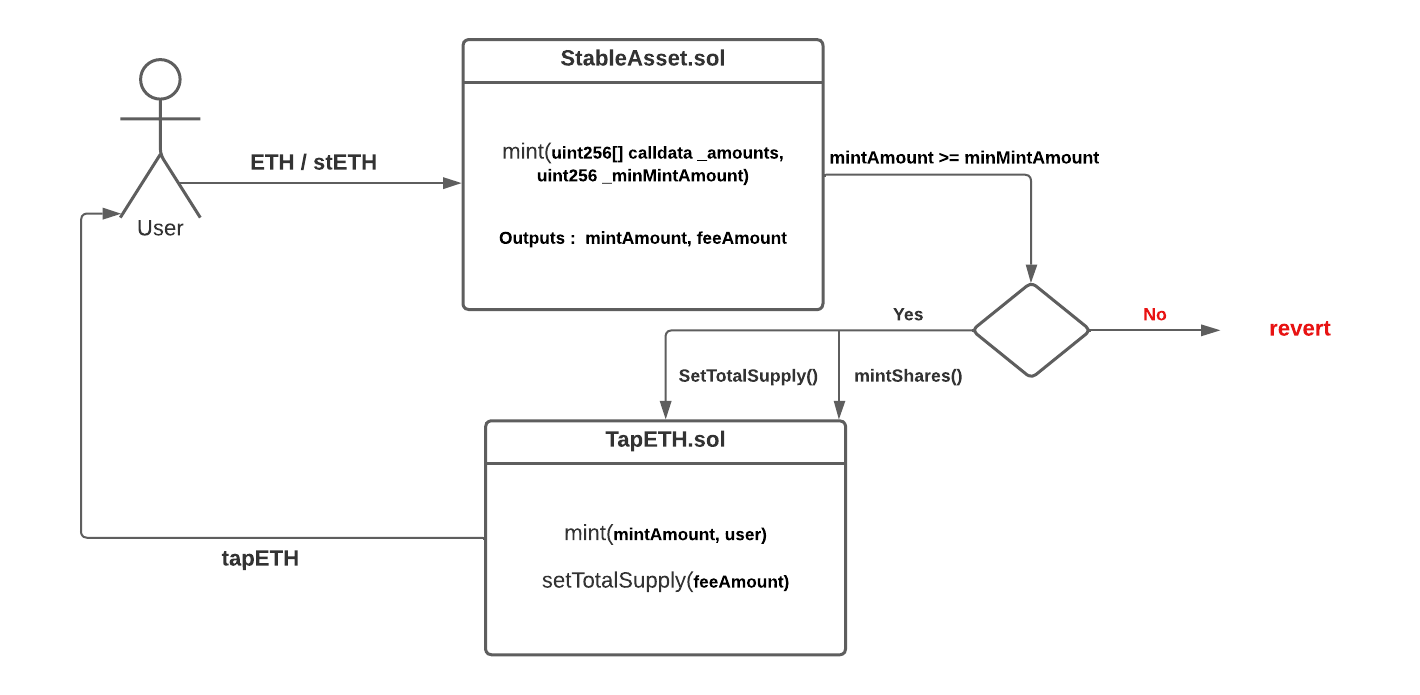 StableAsset.sol
mint(uint256[] calldata _amounts,
uint256 _minMintAmount)
Outputs : mintAmount, feeAmount
ETH / stETH
User
mintAmount >= minMintAmount
Yes
No
revert
SetTotalSupply()
mintShares()
TapETH.sol
mint(mintAmount, user)
setTotalSupply(feeAmount)
tapETH